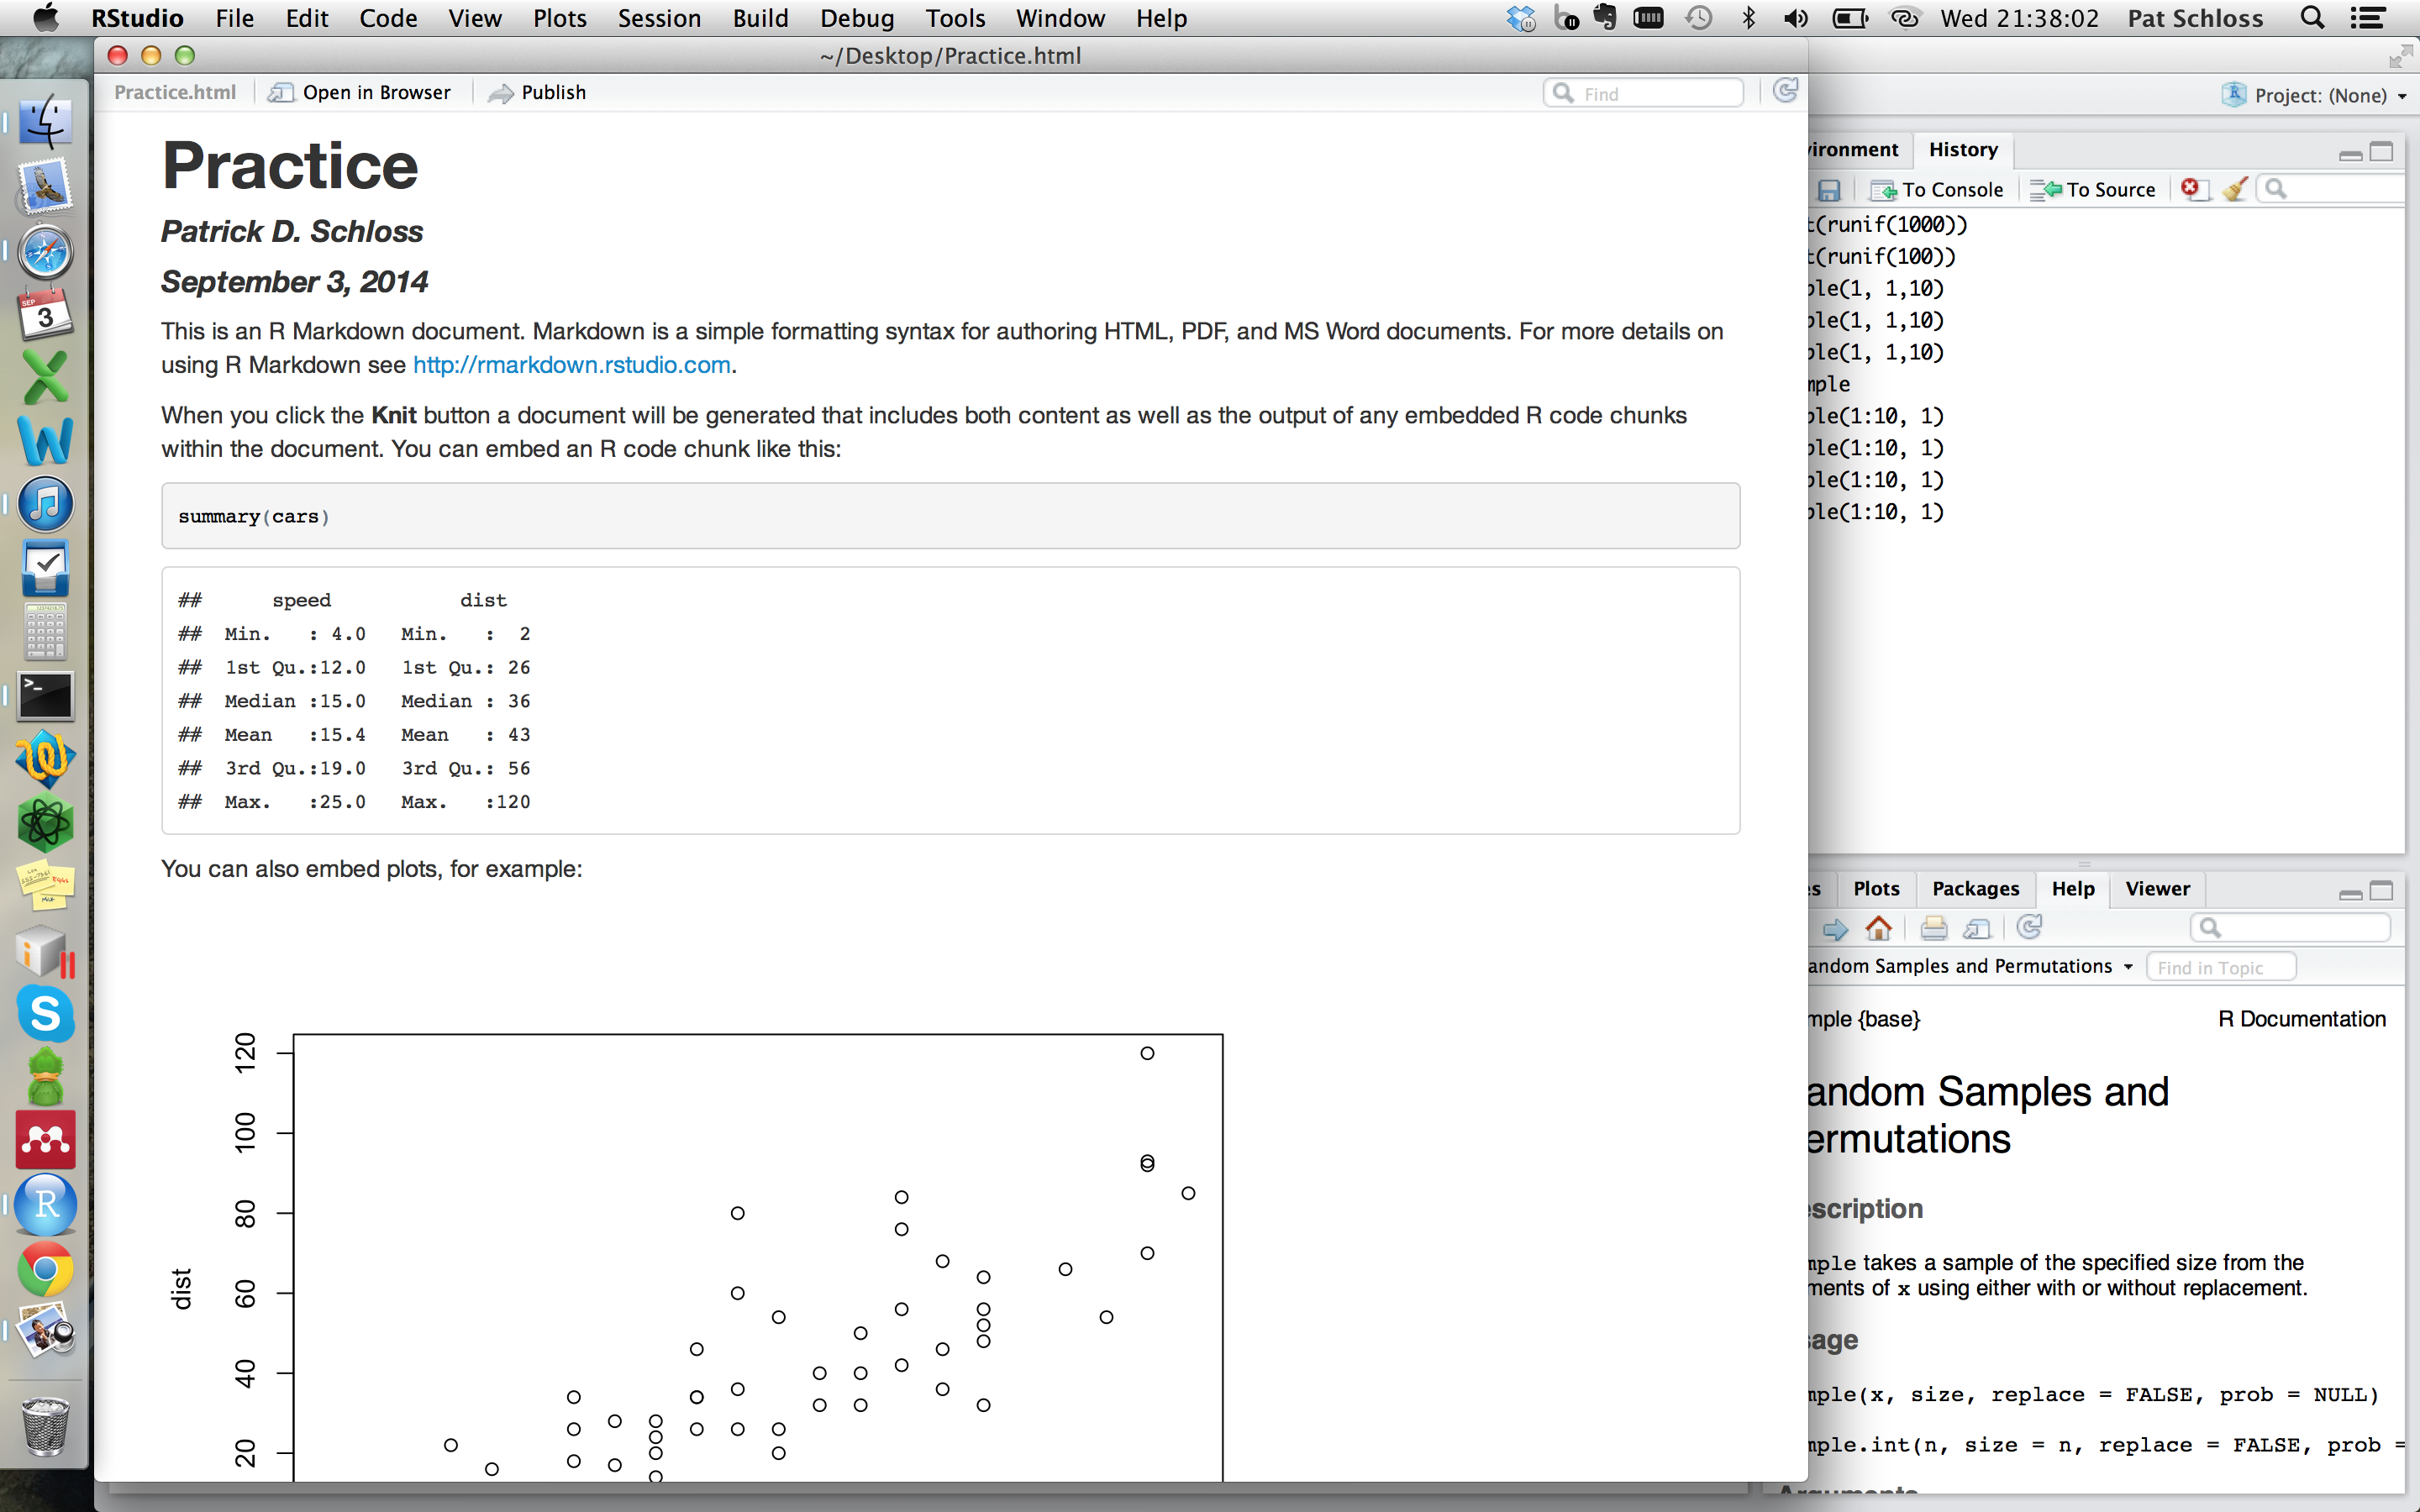 RStudio File Edit Code View Plots Session Build Debug Tools Window Help Wed 21:38:02 Pat Schloss
~/Desktop/Practice.html
Practice.html Open in Browser Publish Find
Practice
Patrick D. Schloss
September 3, 2014
This is an R Markdown document. Markdown is a simple formatting syntax for authoring HTML, PDF, and MS Word documents. For more details on
using R Markdown see http://rmarkdown.rstudio.com.
When you click the Knit button a document will be generated that includes both content as well as the output of any embedded R code chunks
within the document. You can embed an R code chunk like this:
summary(cars)
##      speed           dist
##  Min.   : 4.0   Min.   :  2
##  1st Qu.:12.0   1st Qu.: 26
##  Median :15.0   Median : 36
##  Mean   :15.4   Mean   : 43
##  3rd Qu.:19.0   3rd Qu.: 56
##  Max.   :25.0   Max.   :120
You can also embed plots, for example:
120
100
80
60
40
20
dist
Project: (None)
ironment History
To Console To Source
t(runif(1000))
t(runif(100))
ple(1, 1,10)
ple(1, 1,10)
ple(1, 1,10)
mple
ple(1:10, 1)
ple(1:10, 1)
ple(1:10, 1)
ple(1:10, 1)
es Plots Packages Help Viewer
andom Samples and Permutations Find in Topic
mple {base} R Documentation
andom Samples and
ermutations
scription
mple takes a sample of the specified size from the
ments of x using either with or without replacement.
sage
mple(x, size, replace = FALSE, prob = NULL)
mple.int(n, size = n, replace = FALSE, prob =
SEP
3